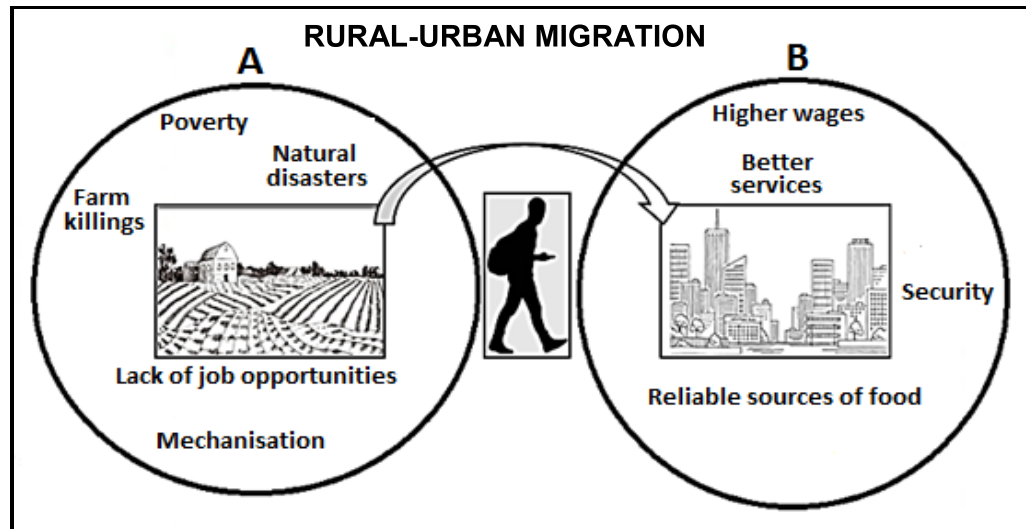 RURAL-URBAN MIGRATION
A
Poverty
Natural
disasters
Farm
killings
Lack of job opportunities
Mechanisation
B
Higher wages
Better
services
Security
Reliable sources of food